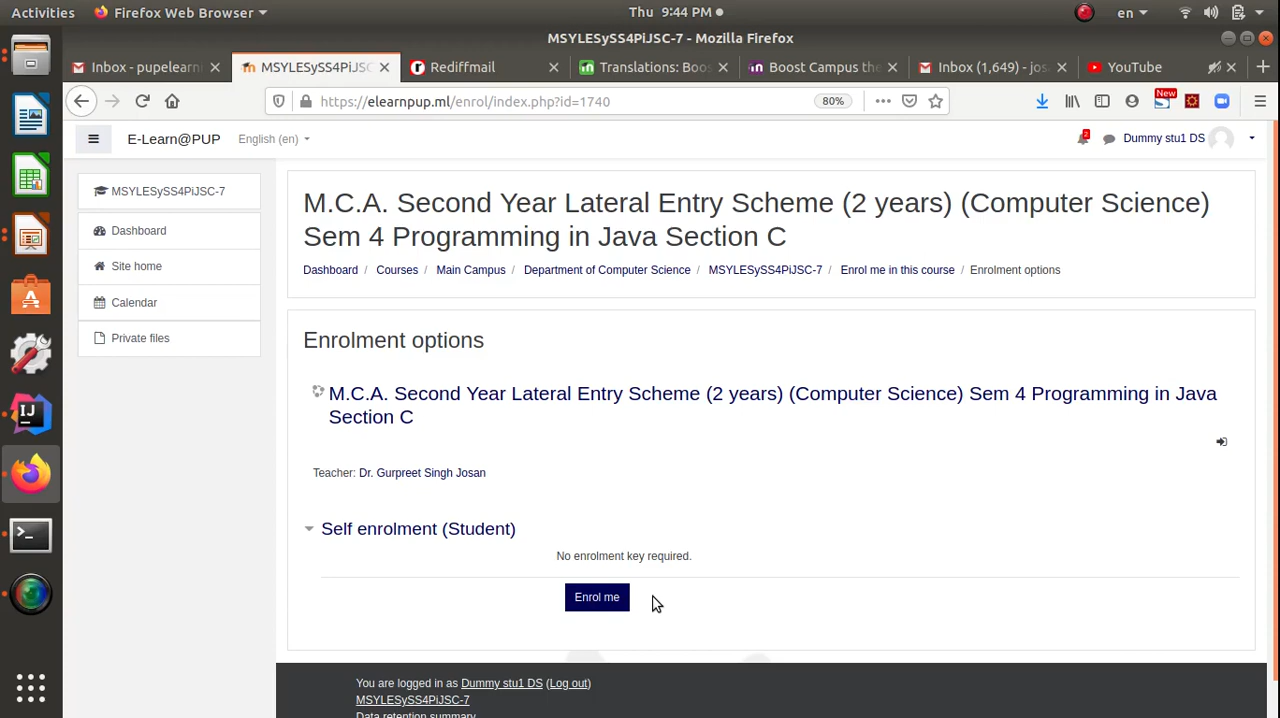 Activities
Firefox Web Browser
Thu 9:44 PM
en
MSYLESySS4PiJSC-7 - Mozilla Firefox
Inbox - pupelearn
MSYLESySS4PiJSC
Rediffmail
Translations: Boos
Boost Campus the
Inbox (1,649) - jos
YouTube
https://elearnpup.ml/enrol/index.php?id=1740
80%
New
E-Learn@PUP
English (en)
2
Dummy stu1 DS
MSYLESySS4PiJSC-7
Dashboard
Site home
Calendar
Private files
M.C.A. Second Year Lateral Entry Scheme (2 years) (Computer Science)
Sem 4 Programming in Java Section C
Dashboard / Courses / Main Campus / Department of Computer Science / MSYLESySS4PiJSC-7 / Enrol me in this course / Enrolment options
Enrolment options
M.C.A. Second Year Lateral Entry Scheme (2 years) (Computer Science) Sem 4 Programming in Java
Section C
Teacher: Dr. Gurpreet Singh Josan
Self enrolment (Student)
No enrolment key required.
Enrol me
You are logged in as Dummy stu1 DS (Log out)
MSYLESySS4PiJSC-7
Data retention summary